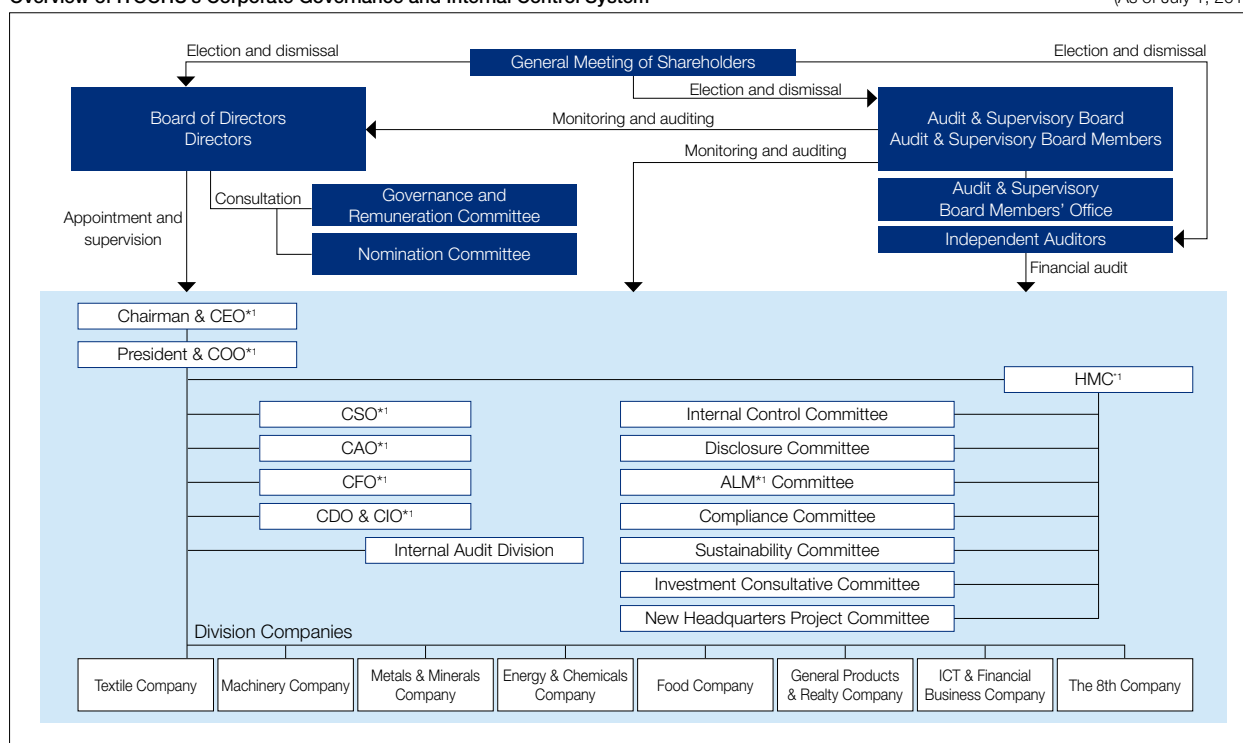 Election and dismissal
General Meeting of Shareholders
Election and dismissal
Election and dismissal
Board of Directors
Directors
Monitoring and auditing
Audit & Supervisory Board
Audit & Supervisory Board Members
Monitoring and auditing
Appointment and
supervision
Consultation
Governance and
Remuneration Committee
Nomination Committee
Audit & Supervisory
Board Members' Office
Independent Auditors
Financial audit
Chairman & CEO*1
President & COO*1
HMC*1
CSO*1
CAO*1
CFO*1
CDO & CIO*1
Internal Audit Division
Internal Control Committee
Disclosure Committee
ALM*1 Committee
Compliance Committee
Sustainability Committee
Investment Consultative Committee
New Headquarters Project Committee
Division Companies
Textile Company
Machinery Company
Metals & Minerals
Company
Energy & Chemicals
Company
Food Company
General Products
& Realty Company
ICT & Financial
Business Company
The 8th Company